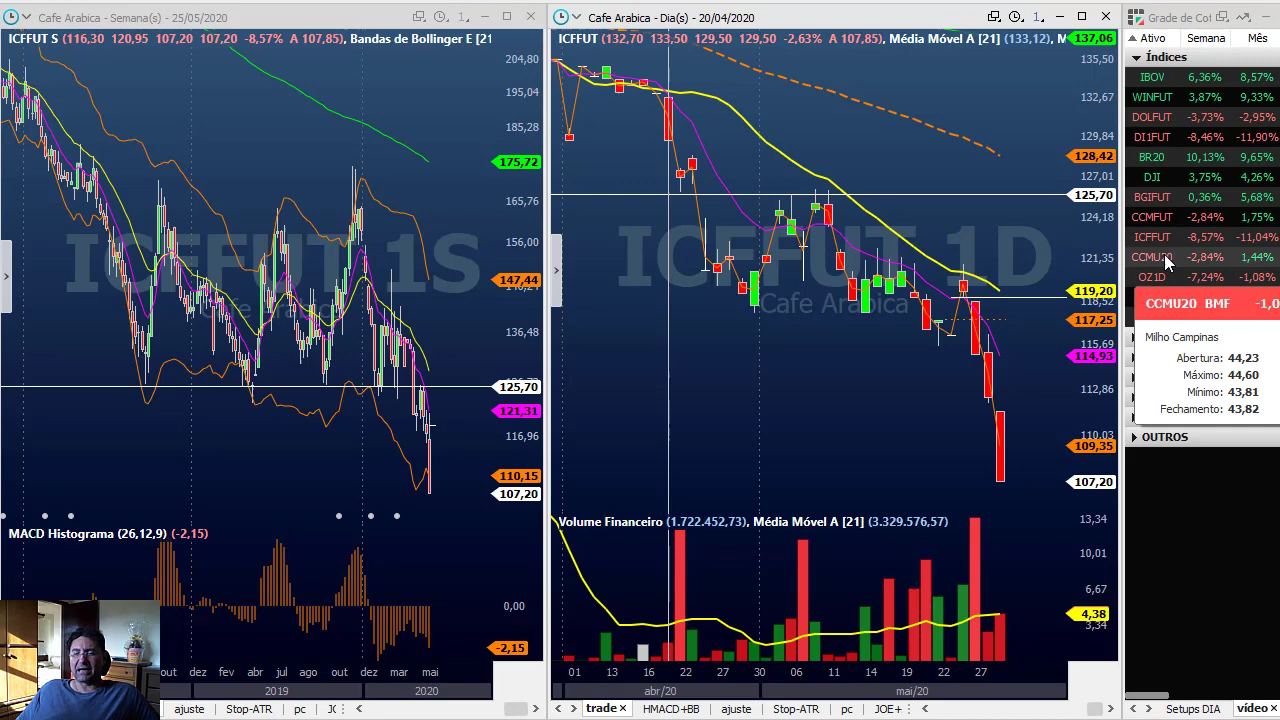 Cafe Arabica - Semana(s) - 25/05/2020
ICFFUT S (116,30 120,95 107,20 107,20 -8,57% A 107,85), Bandas de Bollinger E [21
204,80
195,04
185,28
175,72
165,76
156,00
147,44
136,48
125,70
121,31
116,96
110,15
107,20
ICFFUT 1S
Cafe Arabica
MACD Histograma (26,12,9) (-2,15)
0,00
-2,15
out dez fev abr jul ago out dez mar mai
2019 2020
ajuste Stop-ATR pc
Cafe Arabica - Dia(s) - 20/04/2020
ICFFUT (132,70 133,50 129,50 129,50 -2,63% A 107,85), Média Móvel A [21] (133,12), M
137,06
135,50
132,67
129,84
128,42
127,01
125,70
124,18
121,35
119,20
118,52
117,25
115,69
114,93
112,86
110,03
109,35
107,20
ICFFUT 1D
Cafe Arabica
Volume Financeiro (1.722.452,73), Média Móvel A [21] (3.329.576,57)
13,34
10,01
6,67
4,38
3,34
01 13 16 22 27 30 06 11 14 19 22 27
abr/20 mai/20
trade HMACD+BB ajuste Stop-ATR pc JOE+
Grade de Cot
Ativo Semana Mês
Índices
IBOV 6,36% 8,57%
WINFUT 3,87% 9,33%
DOLFUT -3,73% -2,95%
DI1FUT -8,46% -11,90%
BR20 10,13% 9,65%
DJI 3,75% 4,26%
BGIFUT 0,36% 5,68%
CCMFUT -2,84% 1,75%
ICFFUT -8,57% -11,04%
CCMU20 -2,84% 1,44%
OZ1D -7,24% 1,08%
CCMU20 BMF -1,0
Milho Campinas
Abertura: 44,23
Máximo: 44,60
Mínimo: 43,81
Fechamento: 43,82
OUTROS
Setups DIA vídeo